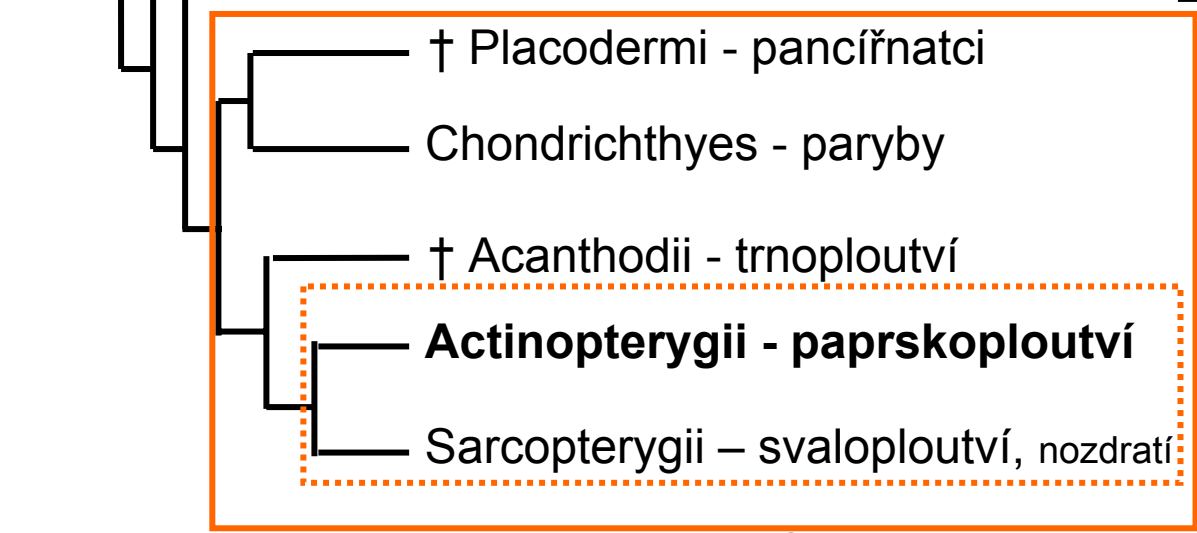 † Placodermi - pancířnatci
Chondrichthyes - paryby
† Acanthodii - trnoploutví
Actinopterygii - paprskoploutví
Sarcopterygii – svaloploutví, nozdratí